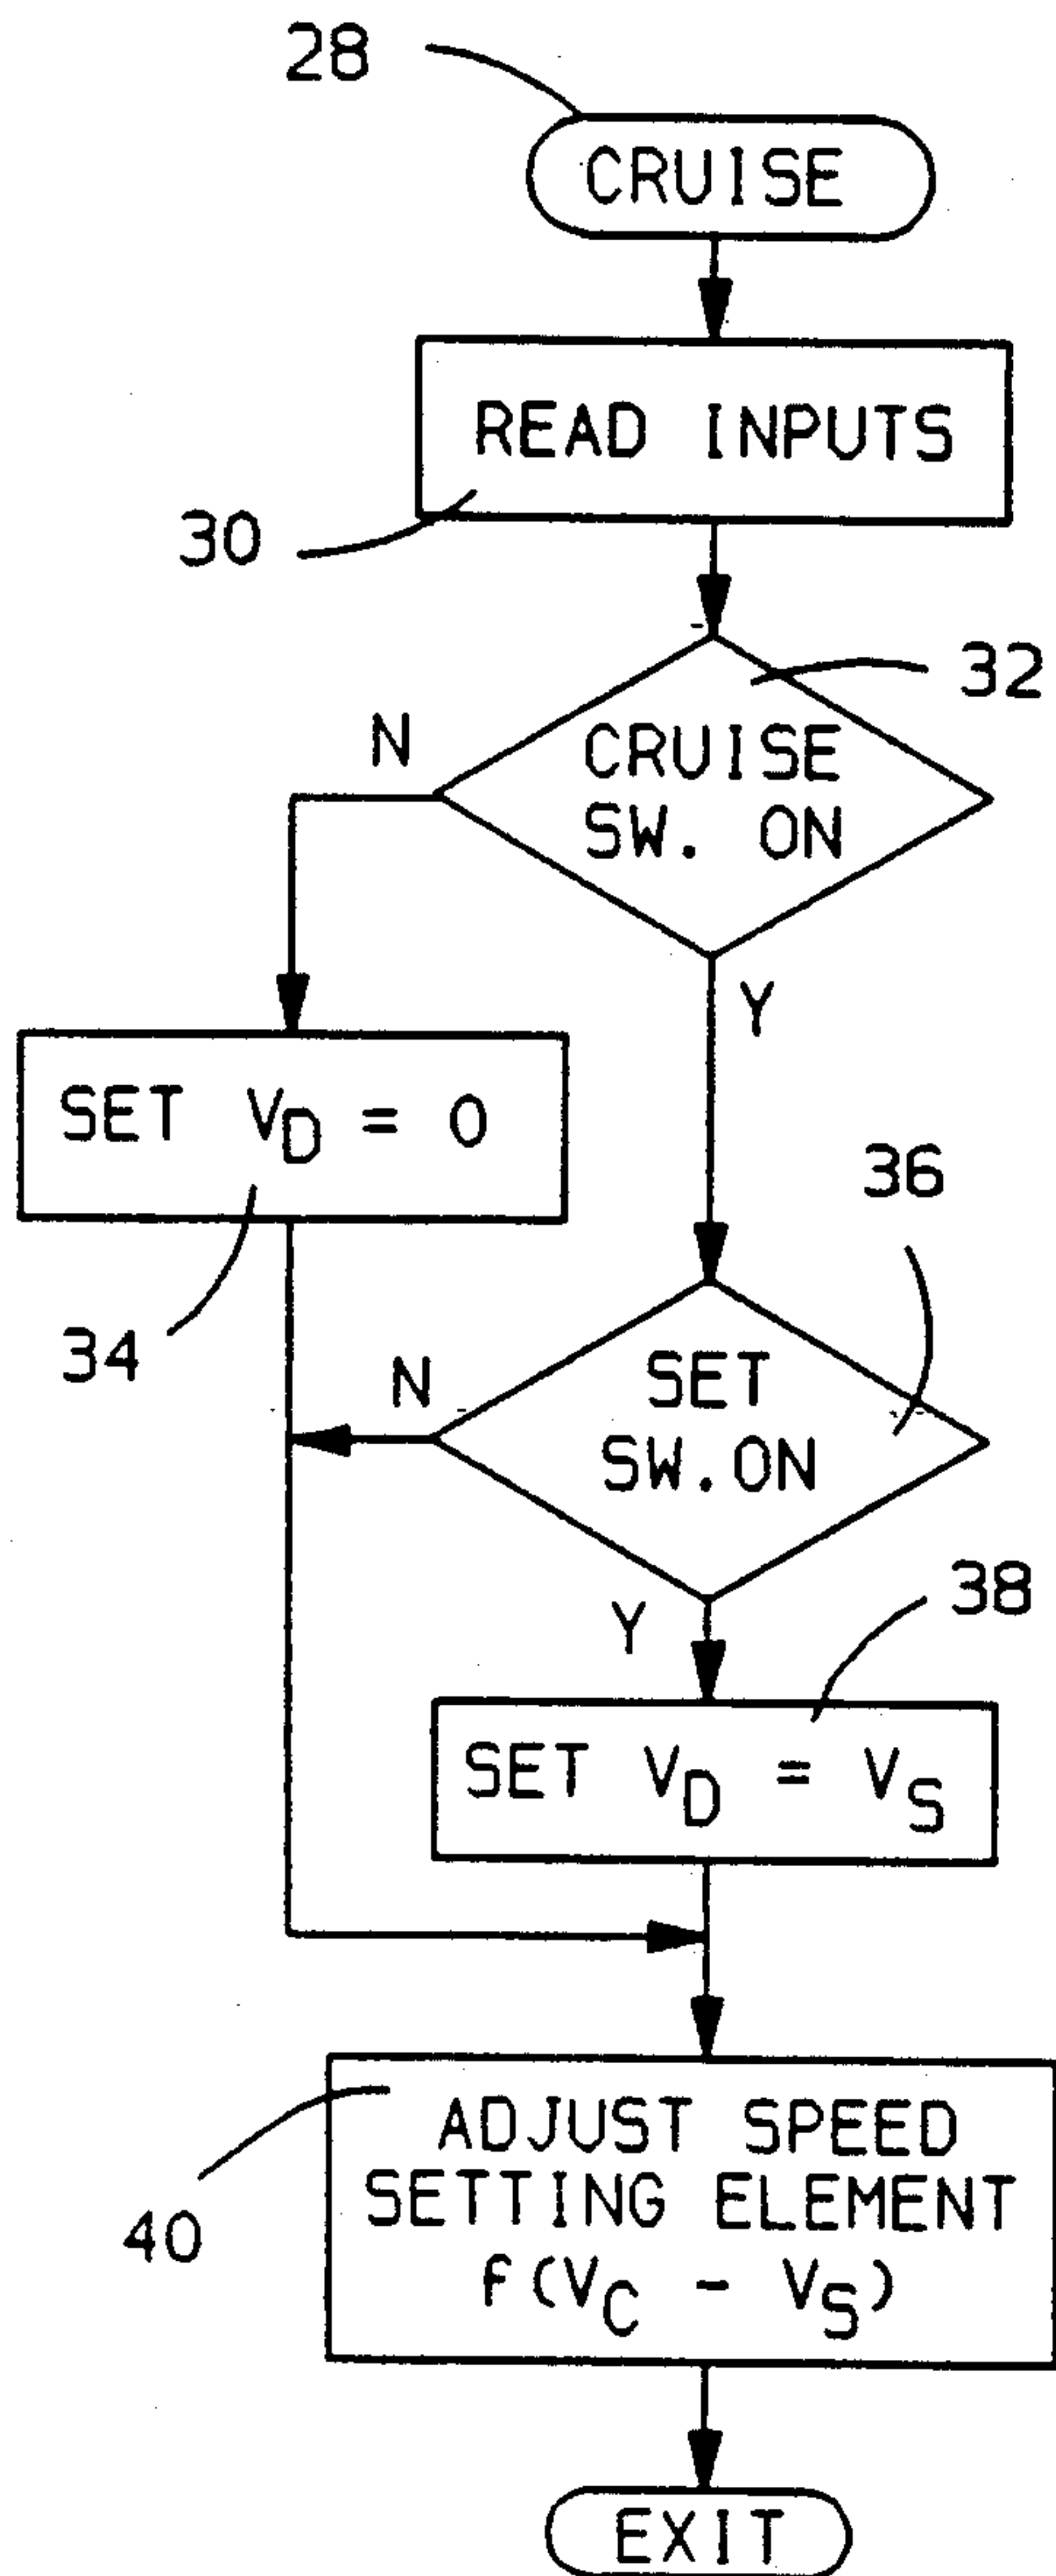 28
CRUISE
READ INPUTS
30
32
N
CRUISE
SW. ON
Y
SET V_D = 0
36
34
N
SET
SW.ON
38
Y
SET V_D = V_S
ADJUST SPEED
SETTING ELEMENT
40
f(V_C - V_S)
EXIT